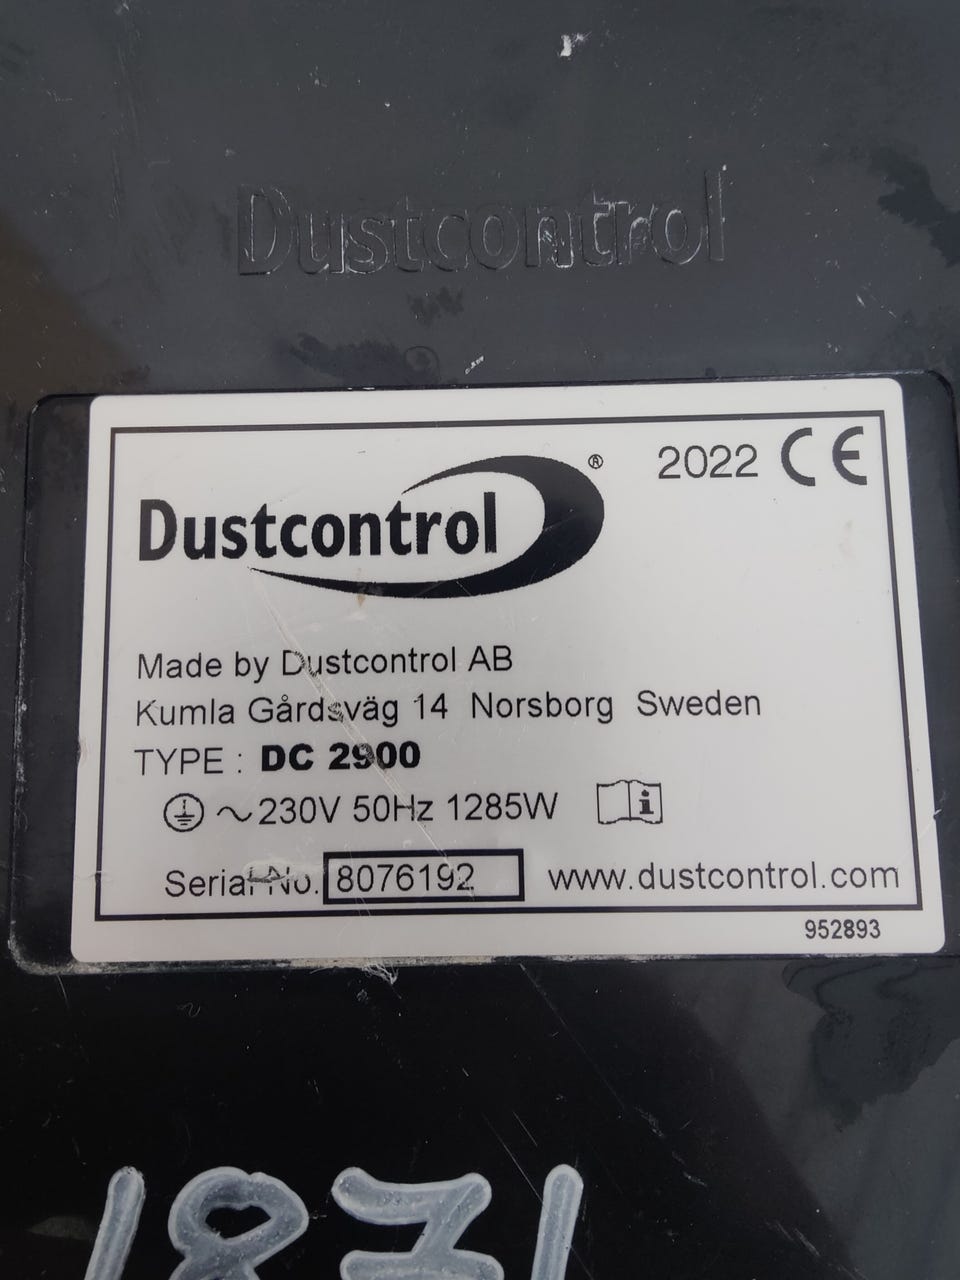 Dustcontrol
2022 CE
Dustcontrol®
Made by Dustcontrol AB
Kumla Gårdsväg 14 Norsborg Sweden
TYPE : DC 2900
~230V 50Hz 1285W
Serial No. 8076192 www.dustcontrol.com
952893